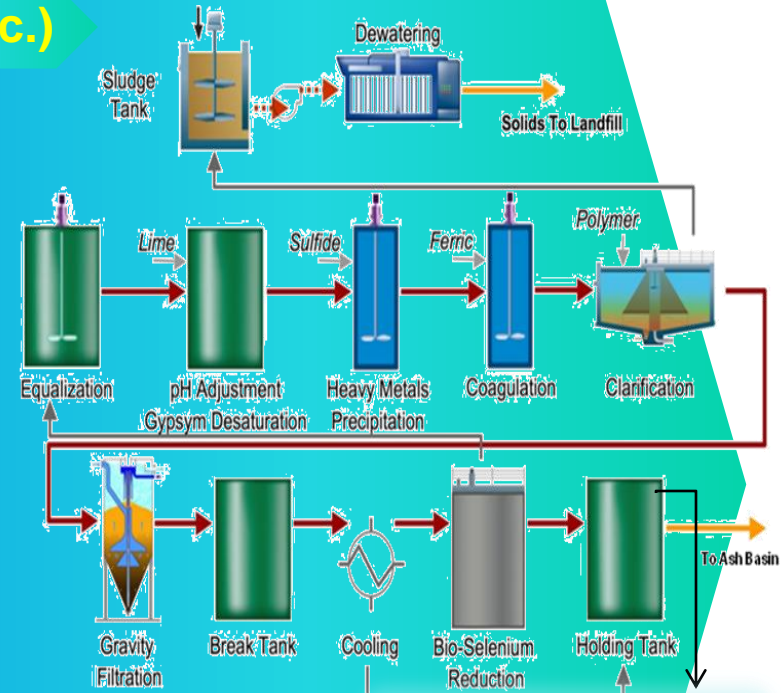 c.)
Dewatering
Sludge
Tank
Solids To Landfill
Lime
Sulfide
Ferric
Polymer
Equalization
pH Adjustment
Gypsym Desaturation
Heavy Metals
Precipitation
Coagulation
Clarification
To Ash Basin
Gravity
Filtration
Break Tank
Cooling
Bio-Selenium
Reduction
Holding Tank